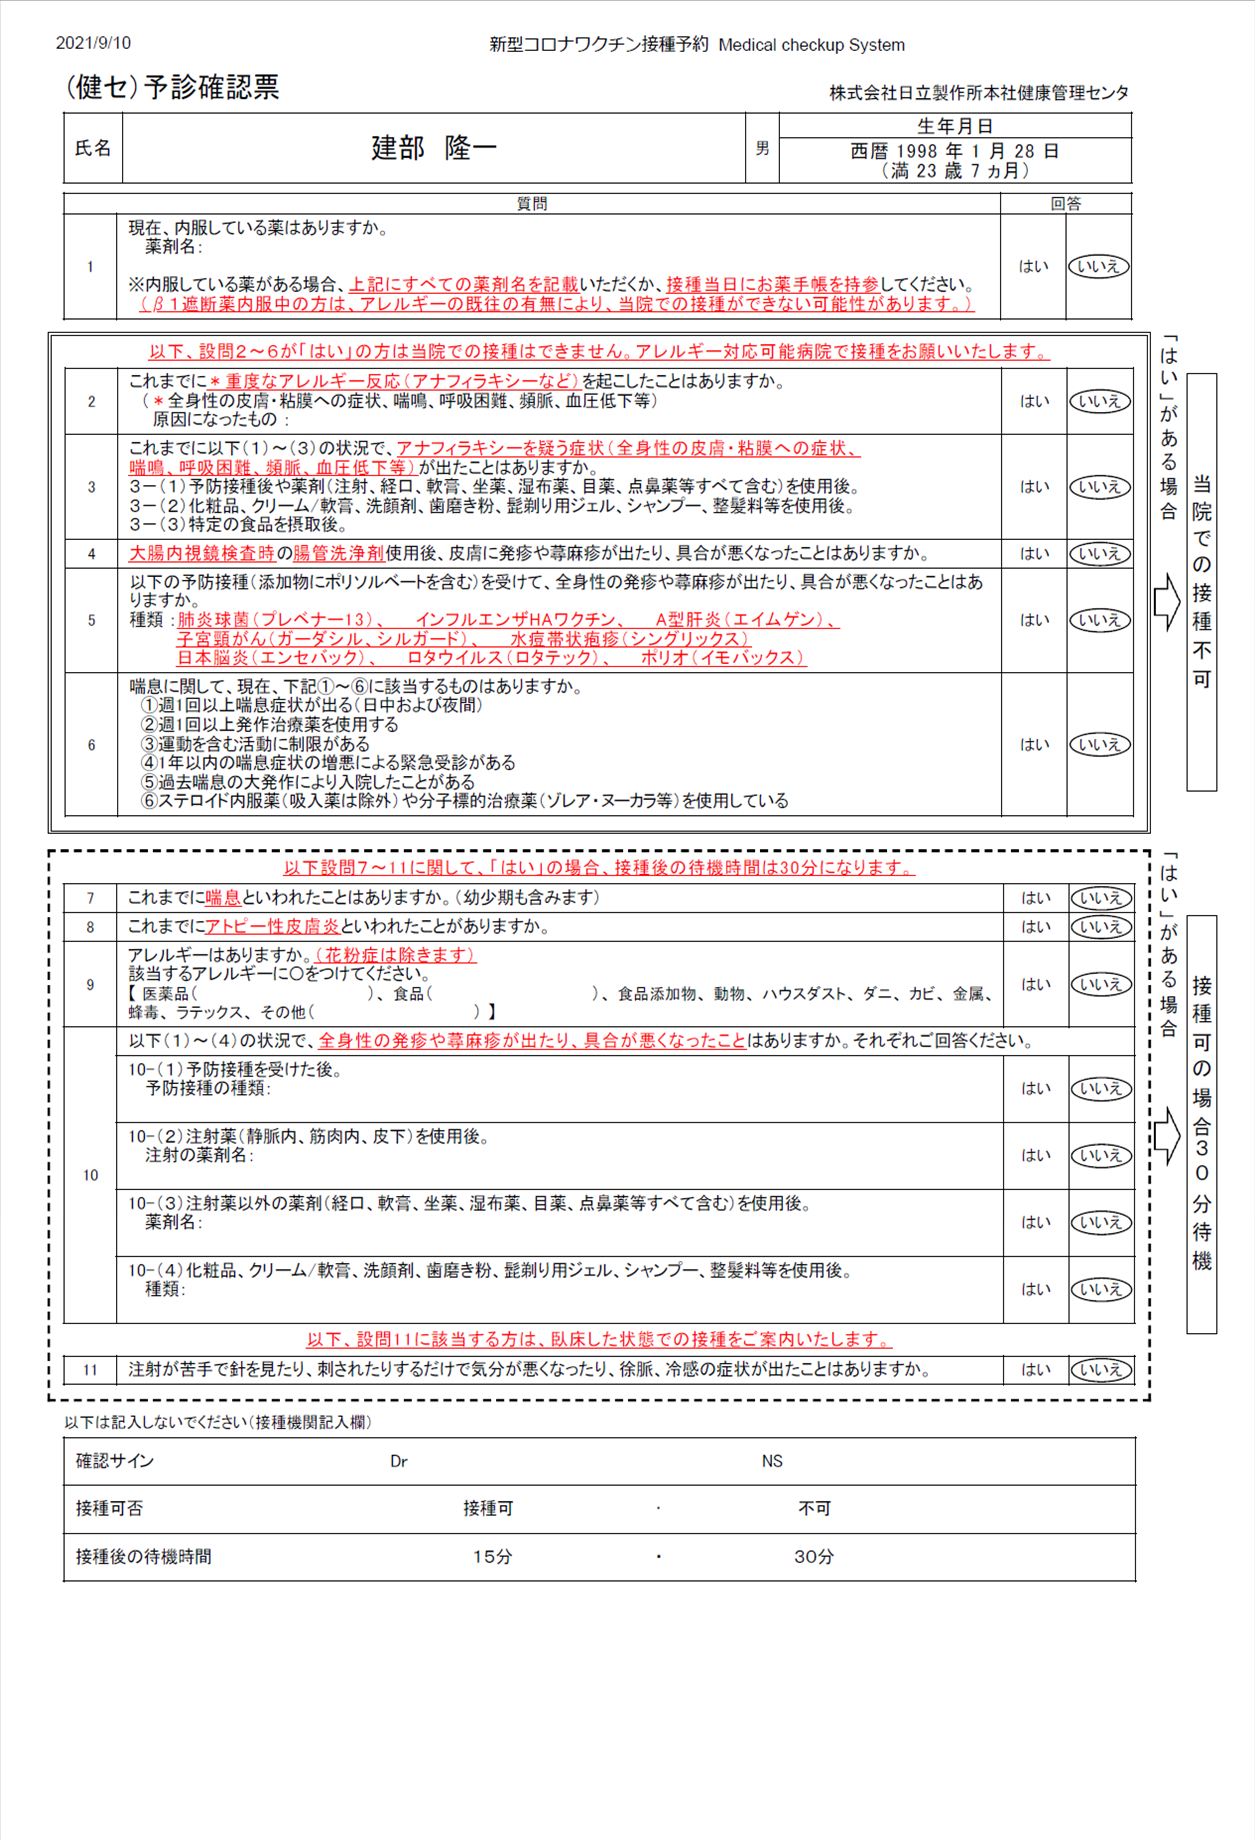 2021/9/10 新型コロナワクチン接種予約 Medical checkup System
（健セ）予診確認票
株式会社日立製作所本社健康管理センタ
氏名 建部 隆一 男 生年月日
西暦 1998 年 1 月 28 日
（満 23 歳 7 ヵ月）
質問 回答
1 現在、内服している薬はありますか。
薬剤名：
※内服している薬がある場合、上記にすべての薬剤名を記載いただくか、接種当日にお薬手帳を持参してください。
（β1遮断薬内服中の方は、アレルギーの既往の有無により、当院での接種ができない可能性があります。）
はい いいえ
以下、設問2～6が「はい」の方は当院での接種はできません。アレルギー対応可能病院で接種をお願いいたします。
2 これまでに＊重度なアレルギー反応（アナフィラキシーなど）を起こしたことはありますか。
（＊全身性の皮膚・粘膜への症状、喘鳴、呼吸困難、頻脈、血圧低下等）
原因になったもの：
はい いいえ
3 これまでに以下（1）～（3）の状況で、アナフィラキシーを疑う症状（全身性の皮膚・粘膜への症状、
喘鳴、呼吸困難、頻脈、血圧低下等）が出たことはありますか。
3－（1）予防接種後や薬剤（注射、経口、軟膏、坐薬、湿布薬、目薬、点鼻薬等すべて含む）を使用後。
3－（2）化粧品、クリーム/軟膏、洗顔剤、歯磨き粉、髭剃り用ジェル、シャンプー、整髪料等を使用後。
3－（3）特定の食品を摂取後。
はい いいえ
4 大腸内視鏡検査時の腸管洗浄剤使用後、皮膚に発疹や蕁麻疹が出たり、具合が悪くなったことはありますか。 はい いいえ
5 以下の予防接種（添加物にポリソルベートを含む）を受けて、全身性の発疹や蕁麻疹が出たり、具合が悪くなったことはあ
りますか。
種類：肺炎球菌（プレベナー13）、 インフルエンザHAワクチン、 A型肝炎（エイムゲン）、
子宮頸がん（ガーダシル、シルガード）、 水痘帯状疱疹（シングリックス）
日本脳炎（エンセバック）、 ロタウイルス（ロタテック）、 ポリオ（イモバックス）
はい いいえ
6 喘息に関して、現在、下記①～⑥に該当するものはありますか。
①週1回以上喘息症状が出る（日中および夜間）
②週1回以上発作治療薬を使用する
③運動を含む活動に制限がある
④1年以内の喘息症状の増悪による緊急受診がある
⑤過去喘息の大発作により入院したことがある
⑥ステロイド内服薬（吸入薬は除外）や分子標的治療薬（ゾレア・ヌーカラ等）を使用している
はい いいえ
「はい」がある場合
当院での接種不可
以下設問7～11に関して、「はい」の場合、接種後の待機時間は30分になります。
7 これまでに喘息といわれたことはありますか。（幼少期も含みます） はい いいえ
8 これまでにアトピー性皮膚炎といわれたことがありますか。 はい いいえ
9 アレルギーはありますか。（花粉症は除きます）
該当するアレルギーに〇をつけてください。
【 医薬品（ ）、食品（ ）、食品添加物、動物、ハウスダスト、ダニ、カビ、金属、
蜂毒、ラテックス、その他（ ）】
はい いいえ
10 以下（1）～（4）の状況で、全身性の発疹や蕁麻疹が出たり、具合が悪くなったことはありますか。それぞれご回答ください。
10-（1）予防接種を受けた後。
予防接種の種類：
はい いいえ
10-（2）注射薬（静脈内、筋肉内、皮下）を使用後。
注射の薬剤名：
はい いいえ
10-（3）注射薬以外の薬剤（経口、軟膏、坐薬、湿布薬、目薬、点鼻薬等すべて含む）を使用後。
薬剤名：
はい いいえ
10-（4）化粧品、クリーム/軟膏、洗顔剤、歯磨き粉、髭剃り用ジェル、シャンプー、整髪料等を使用後。
種類：
はい いいえ
以下、設問11に該当する方は、臥床した状態での接種をご案内いたします。
11 注射が苦手で針を見たり、刺されたりするだけで気分が悪くなったり、徐脈、冷感の症状が出たことはありますか。 はい いいえ
「はい」がある場合
接種可の場合30分待機
以下は記入しないでください（接種機関記入欄）
確認サイン Dr NS
接種可否 接種可 ・ 不可
接種後の待機時間 15分 ・ 30分